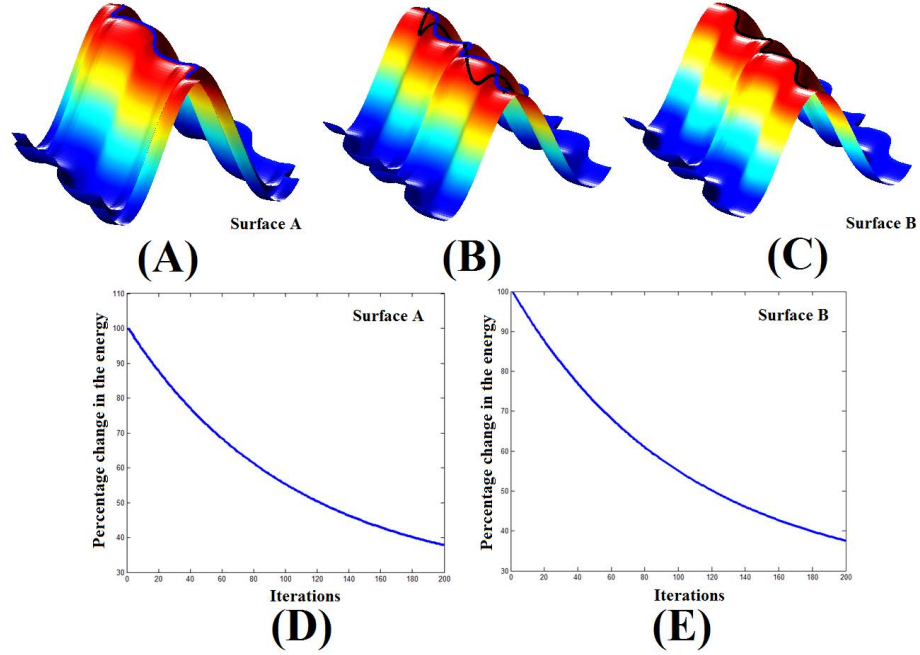 Surface A
Surface B
(A)
(B)
(C)
110
100
90
80
70
60
50
40
30
Percentage change in the energy
Surface A
0 20 40 60 80 100 120 140 160 180 200
Iterations
(D)
100
90
80
70
60
50
40
30
Percentage change in the energy
Surface B
0 20 40 60 80 100 120 140 160 180 200
Iterations
(E)